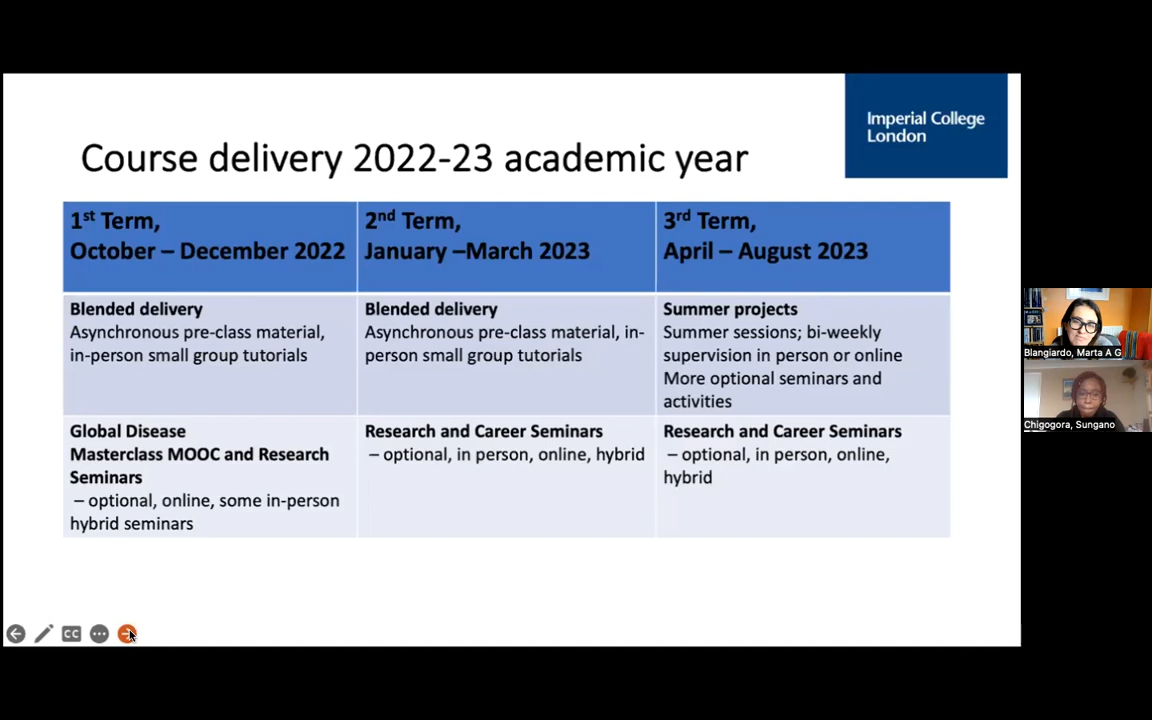 Imperial College
London
Course delivery 2022-23 academic year
1st Term,
October – December 2022
2nd Term,
January –March 2023
3rd Term,
April – August 2023
Blended delivery
Asynchronous pre-class material,
in-person small group tutorials
Blended delivery
Asynchronous pre-class material, in-
person small group tutorials
Summer projects
Summer sessions; bi-weekly
supervision in person or online
More optional seminars and
activities
Global Disease
Masterclass MOOC and Research
Seminars
– optional, online, some in-person
hybrid seminars
Research and Career Seminars
– optional, in person, online, hybrid
Research and Career Seminars
– optional, in person, online,
hybrid
Blangiardo, Marta A G
Chigogora, Sungano
CC